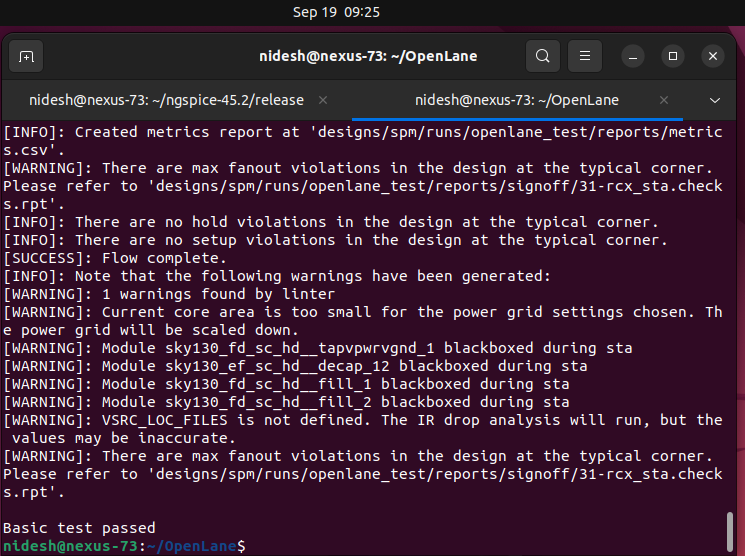 Sep 19 09:25
nidesh@nexus-73: ~/OpenLane
nidesh@nexus-73: ~/ngspice-45.2/release
nidesh@nexus-73: ~/OpenLane
[INFO]: Created metrics report at 'designs/spm/runs/openlane_test/reports/metric
s.csv'.
[WARNING]: There are max fanout violations in the design at the typical corner.
Please refer to 'designs/spm/runs/openlane_test/reports/signoff/31-rcx_sta.check
s.rpt'.
[INFO]: There are no hold violations in the design at the typical corner.
[INFO]: There are no setup violations in the design at the typical corner.
[SUCCESS]: Flow complete.
[INFO]: Note that the following warnings have been generated:
[WARNING]: 1 warnings found by linter
[WARNING]: Current core area is too small for the power grid settings chosen. Th
e power grid will be scaled down.
[WARNING]: Module sky130_fd_sc_hd__tapvpwrvgnd_1 blackboxed during sta
[WARNING]: Module sky130_ef_sc_hd__decap_12 blackboxed during sta
[WARNING]: Module sky130_fd_sc_hd__fill_1 blackboxed during sta
[WARNING]: Module sky130_fd_sc_hd__fill_2 blackboxed during sta
[WARNING]: VSRC_LOC_FILES is not defined. The IR drop analysis will run, but the
 values may be inaccurate.
[WARNING]: There are max fanout violations in the design at the typical corner.
Please refer to 'designs/spm/runs/openlane_test/reports/signoff/31-rcx_sta.check
s.rpt'.
Basic test passed
nidesh@nexus-73:~/OpenLane$